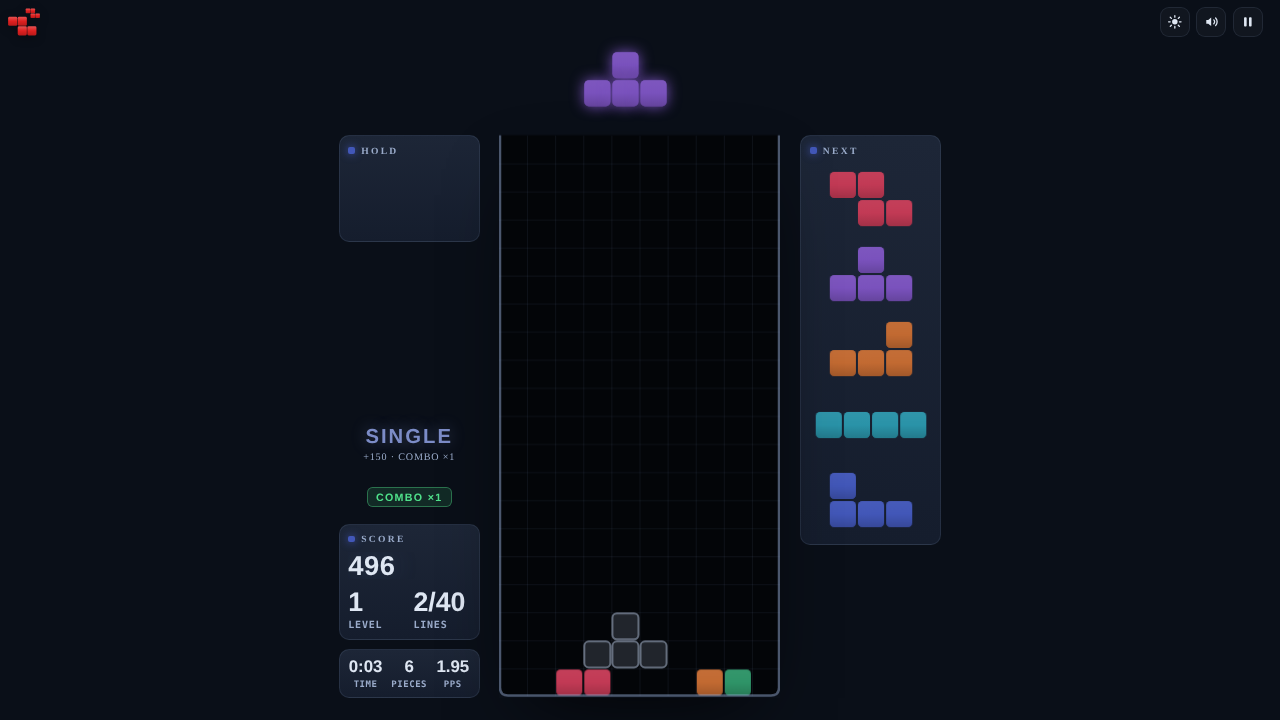 HOLD
NEXT
SINGLE
+150 · COMBO ×1
COMBO ×1
SCORE
496
1 2/40
LEVEL LINES
0:03 6 1.95
TIME PIECES PPS